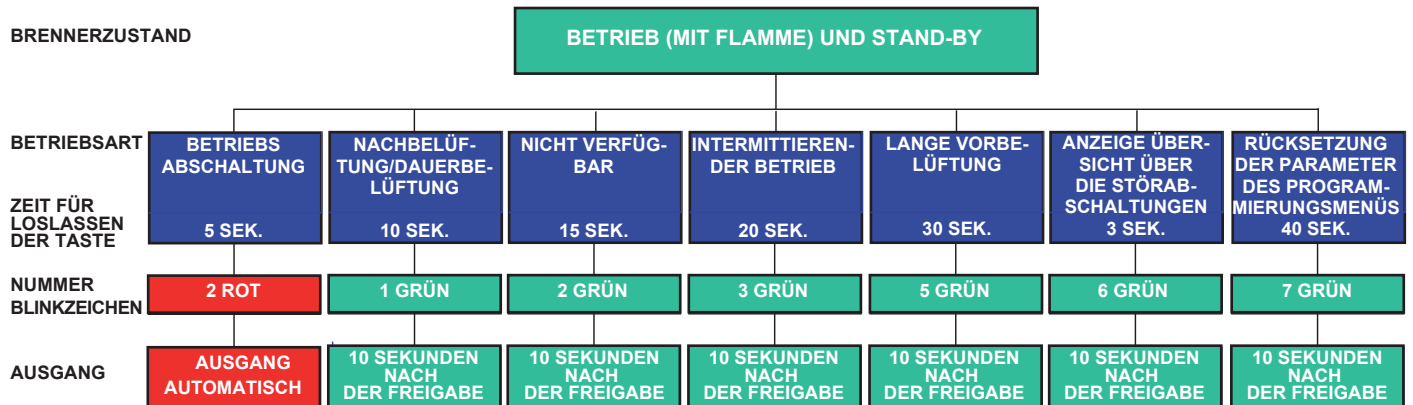 BRENNERZUSTAND
BETRIEB (MIT FLAMME) UND STAND-BY
BETRIEBSART
BETRIEBS
ABSCHALTUNG
NACHBELÜF-
TUNG/DAUERBE-
LÜFTUNG
NICHT VERFÜG-
BAR
INTERMITTIEREN-
DER BETRIEB
LANGE VORBE-
LÜFTUNG
ANZEIGE ÜBER-
SICHT ÜBER
DIE STÖRAB-
SCHALTUNGEN
RÜCKSETZUNG
DER PARAMETER
DES PROGRAM-
MIERUNGSMENÜS
ZEIT FÜR
LOSLASSEN
DER TASTE
5 SEK.
10 SEK.
15 SEK.
20 SEK.
30 SEK.
3 SEK.
40 SEK.
NUMMER
BLINKZEICHEN
2 ROT
1 GRÜN
2 GRÜN
3 GRÜN
5 GRÜN
6 GRÜN
7 GRÜN
AUSGANG
AUSGANG
AUTOMATISCH
10 SEKUNDEN
NACH
DER FREIGABE
10 SEKUNDEN
NACH
DER FREIGABE
10 SEKUNDEN
NACH
DER FREIGABE
10 SEKUNDEN
NACH
DER FREIGABE
10 SEKUNDEN
NACH
DER FREIGABE
10 SEKUNDEN
NACH
DER FREIGABE